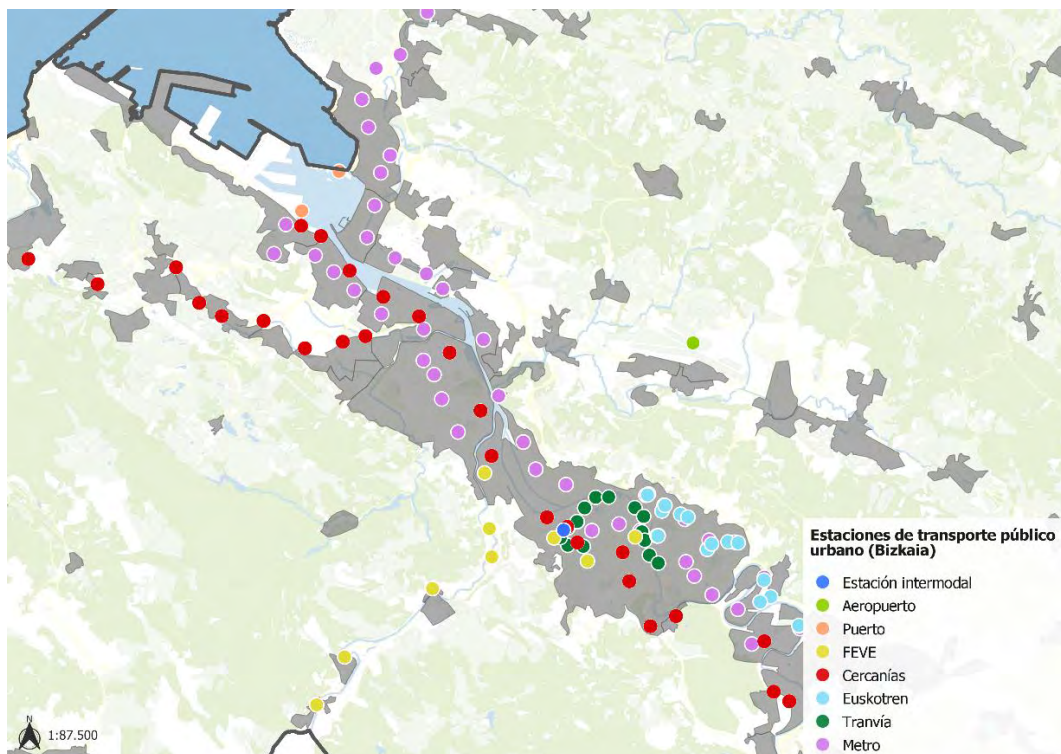 Estaciones de transporte público
urbano (Bizkaia)
Estación intermodal
Aeropuerto
Puerto
FEVE
Cercanías
Euskotren
Tranvía
Metro
N
1:87.500